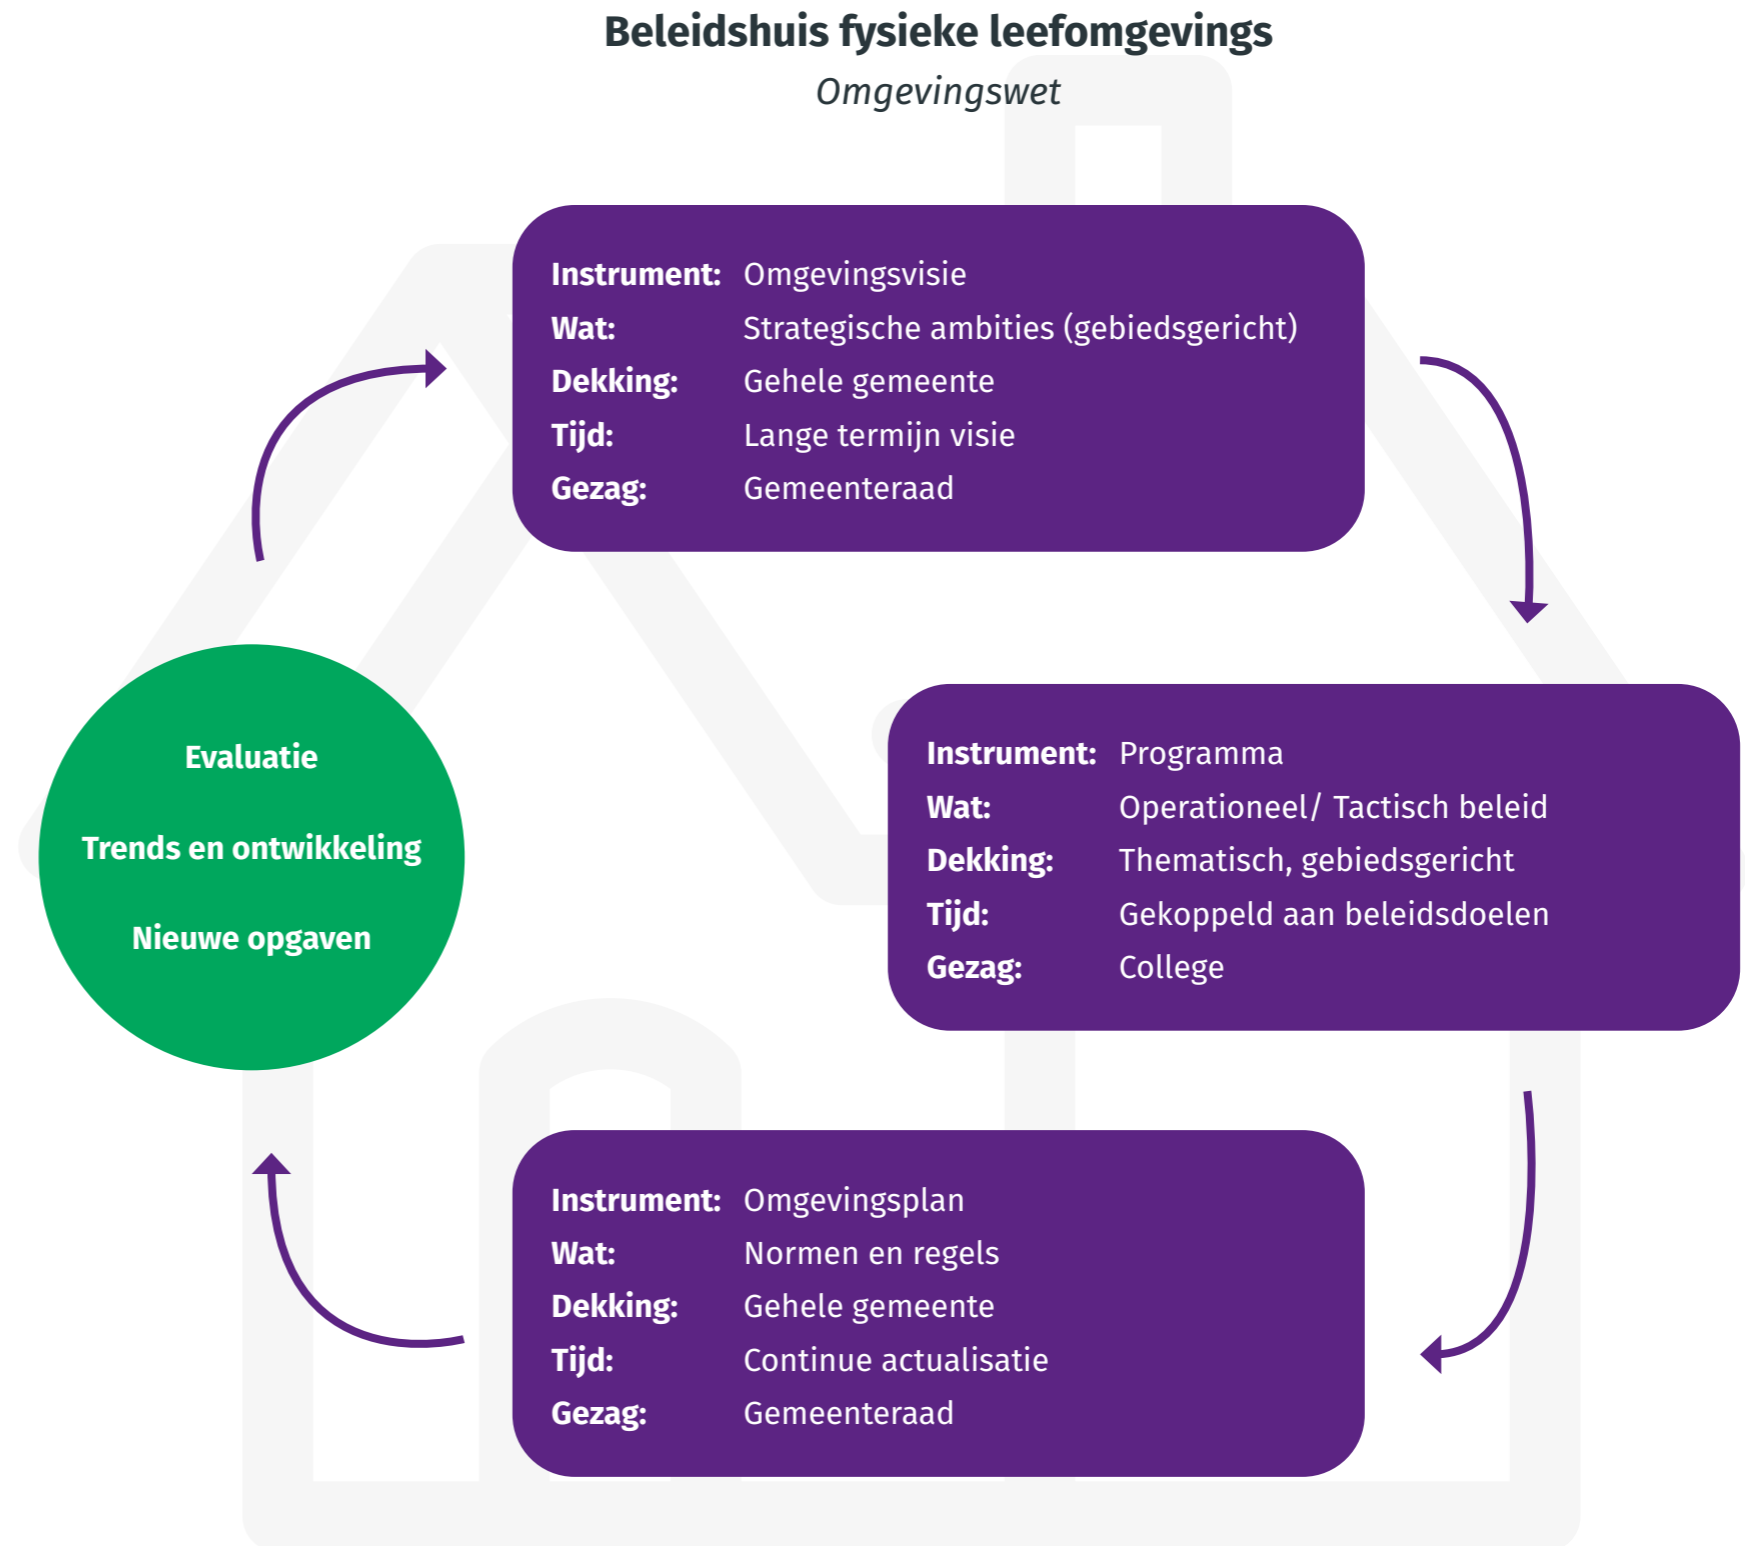 Beleidshuis fysieke leefomgevings
Omgevingswet
Instrument: Omgevingsvisie
Wat: Strategische ambities (gebiedsgericht)
Dekking: Gehele gemeente
Tijd: Lange termijn visie
Gezag: Gemeenteraad
Instrument: Programma
Wat: Operationeel/ Tactisch beleid
Dekking: Thematisch, gebiedsgericht
Tijd: Gekoppeld aan beleidsdoelen
Gezag: College
Instrument: Omgevingsplan
Wat: Normen en regels
Dekking: Gehele gemeente
Tijd: Continue actualisatie
Gezag: Gemeenteraad
Evaluatie
Trends en ontwikkeling
Nieuwe opgaven